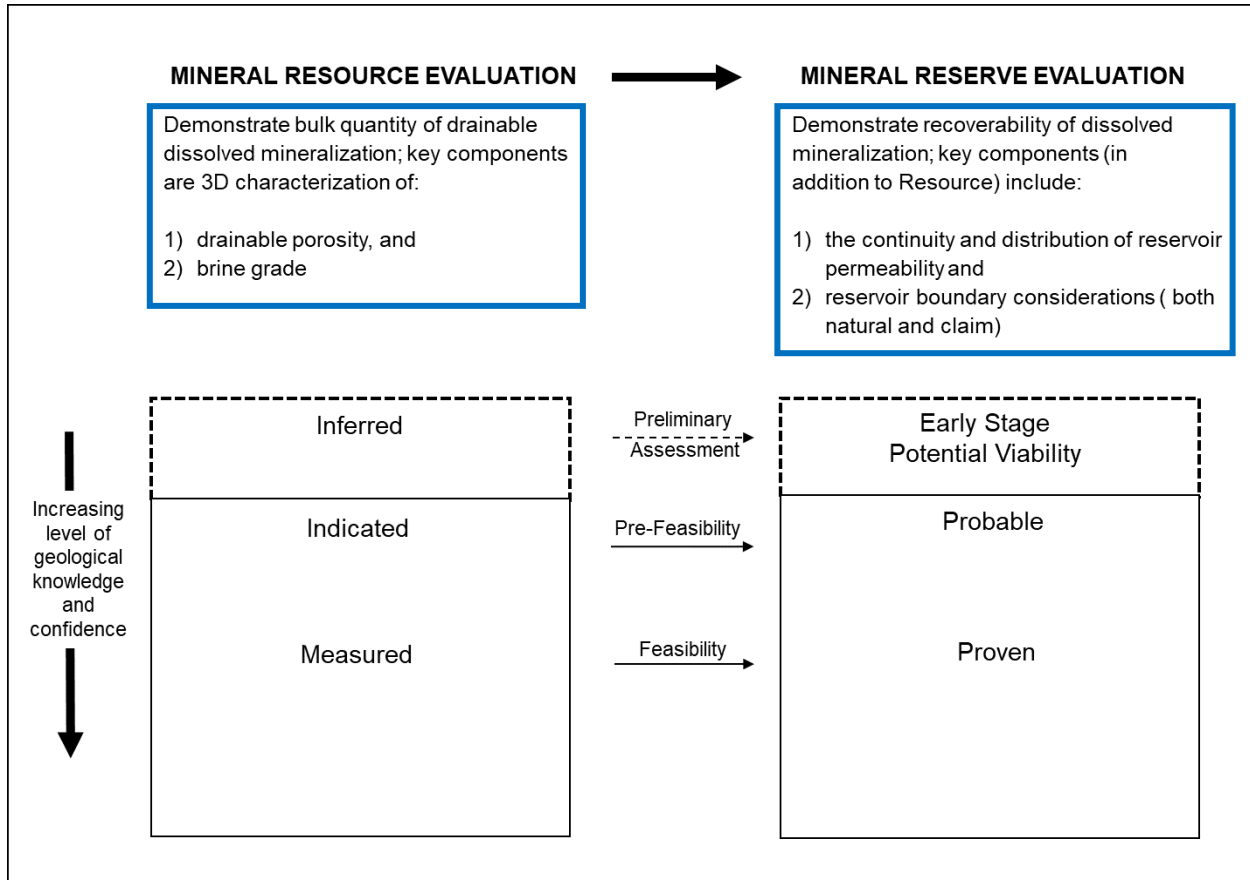 MINERAL RESOURCE EVALUATION
MINERAL RESERVE EVALUATION
Demonstrate bulk quantity of drainable
dissolved mineralization; key components
are 3D characterization of:
1) drainable porosity, and
2) brine grade
Demonstrate recoverability of dissolved
mineralization; key components (in
addition to Resource) include:
1) the continuity and distribution of reservoir
permeability and
2) reservoir boundary considerations ( both
natural and claim)
Increasing
level of
geological
knowledge
and
confidence
Inferred
Preliminary
Assessment
Early Stage
Potential Viability
Indicated
Pre-Feasibility
Probable
Measured
Feasibility
Proven